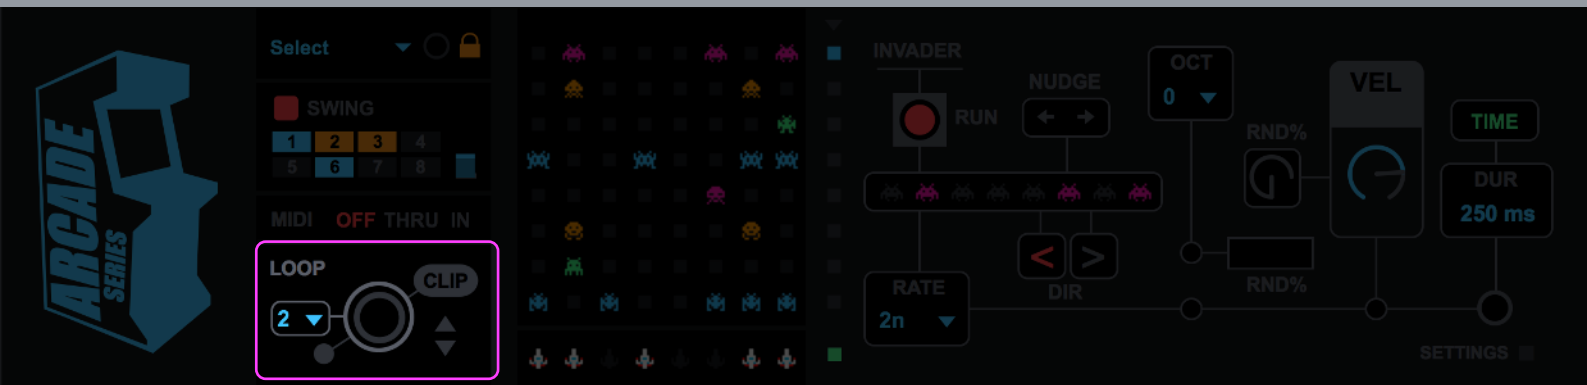 ARCADE
SERIES
Select
SWING
1 2 3 4
5 6 7 8
MIDI OFF THRU IN
LOOP
CLIP
2
INVADER
RUN
NUDGE
OCT
0
VEL
RND%
TIME
DUR
250 ms
< >
DIR
RATE
2n
RND%
SETTINGS